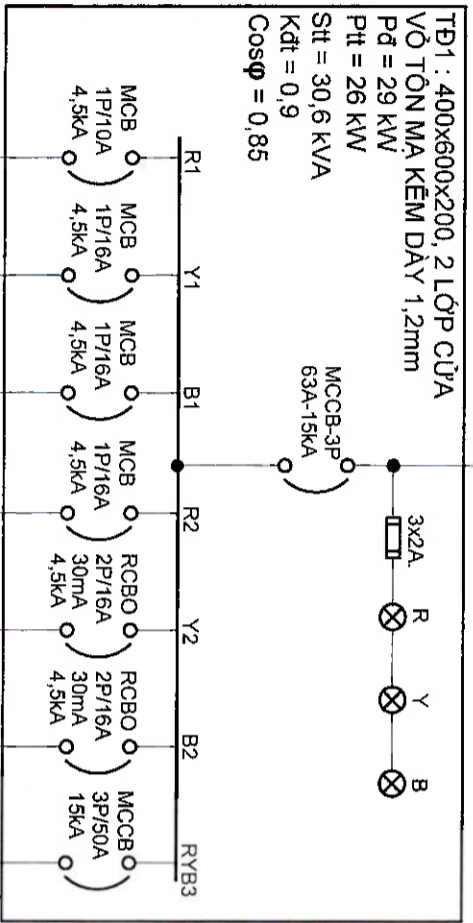 TĐ1 : 400x600x200, 2 LỚP CỬA
VỎ TÔN MẠ KẼM DÀY 1,2mm
Pđ = 29 kW
Ptt = 26 kW
Stt = 30,6 kVA
Kđt = 0,9
Cosφ = 0,85
3x2A.
R
Y
B
MCCB-3P
63A-15kA
R1
Y1
B1
R2
Y2
B2
RYB3
MCB
1P/10A
4,5kA
MCB
1P/16A
4,5kA
MCB
1P/16A
4,5kA
MCB
1P/16A
4,5kA
RCBO
2P/16A
30mA
4,5kA
RCBO
2P/16A
30mA
4,5kA
MCCB
3P/50A
15kA